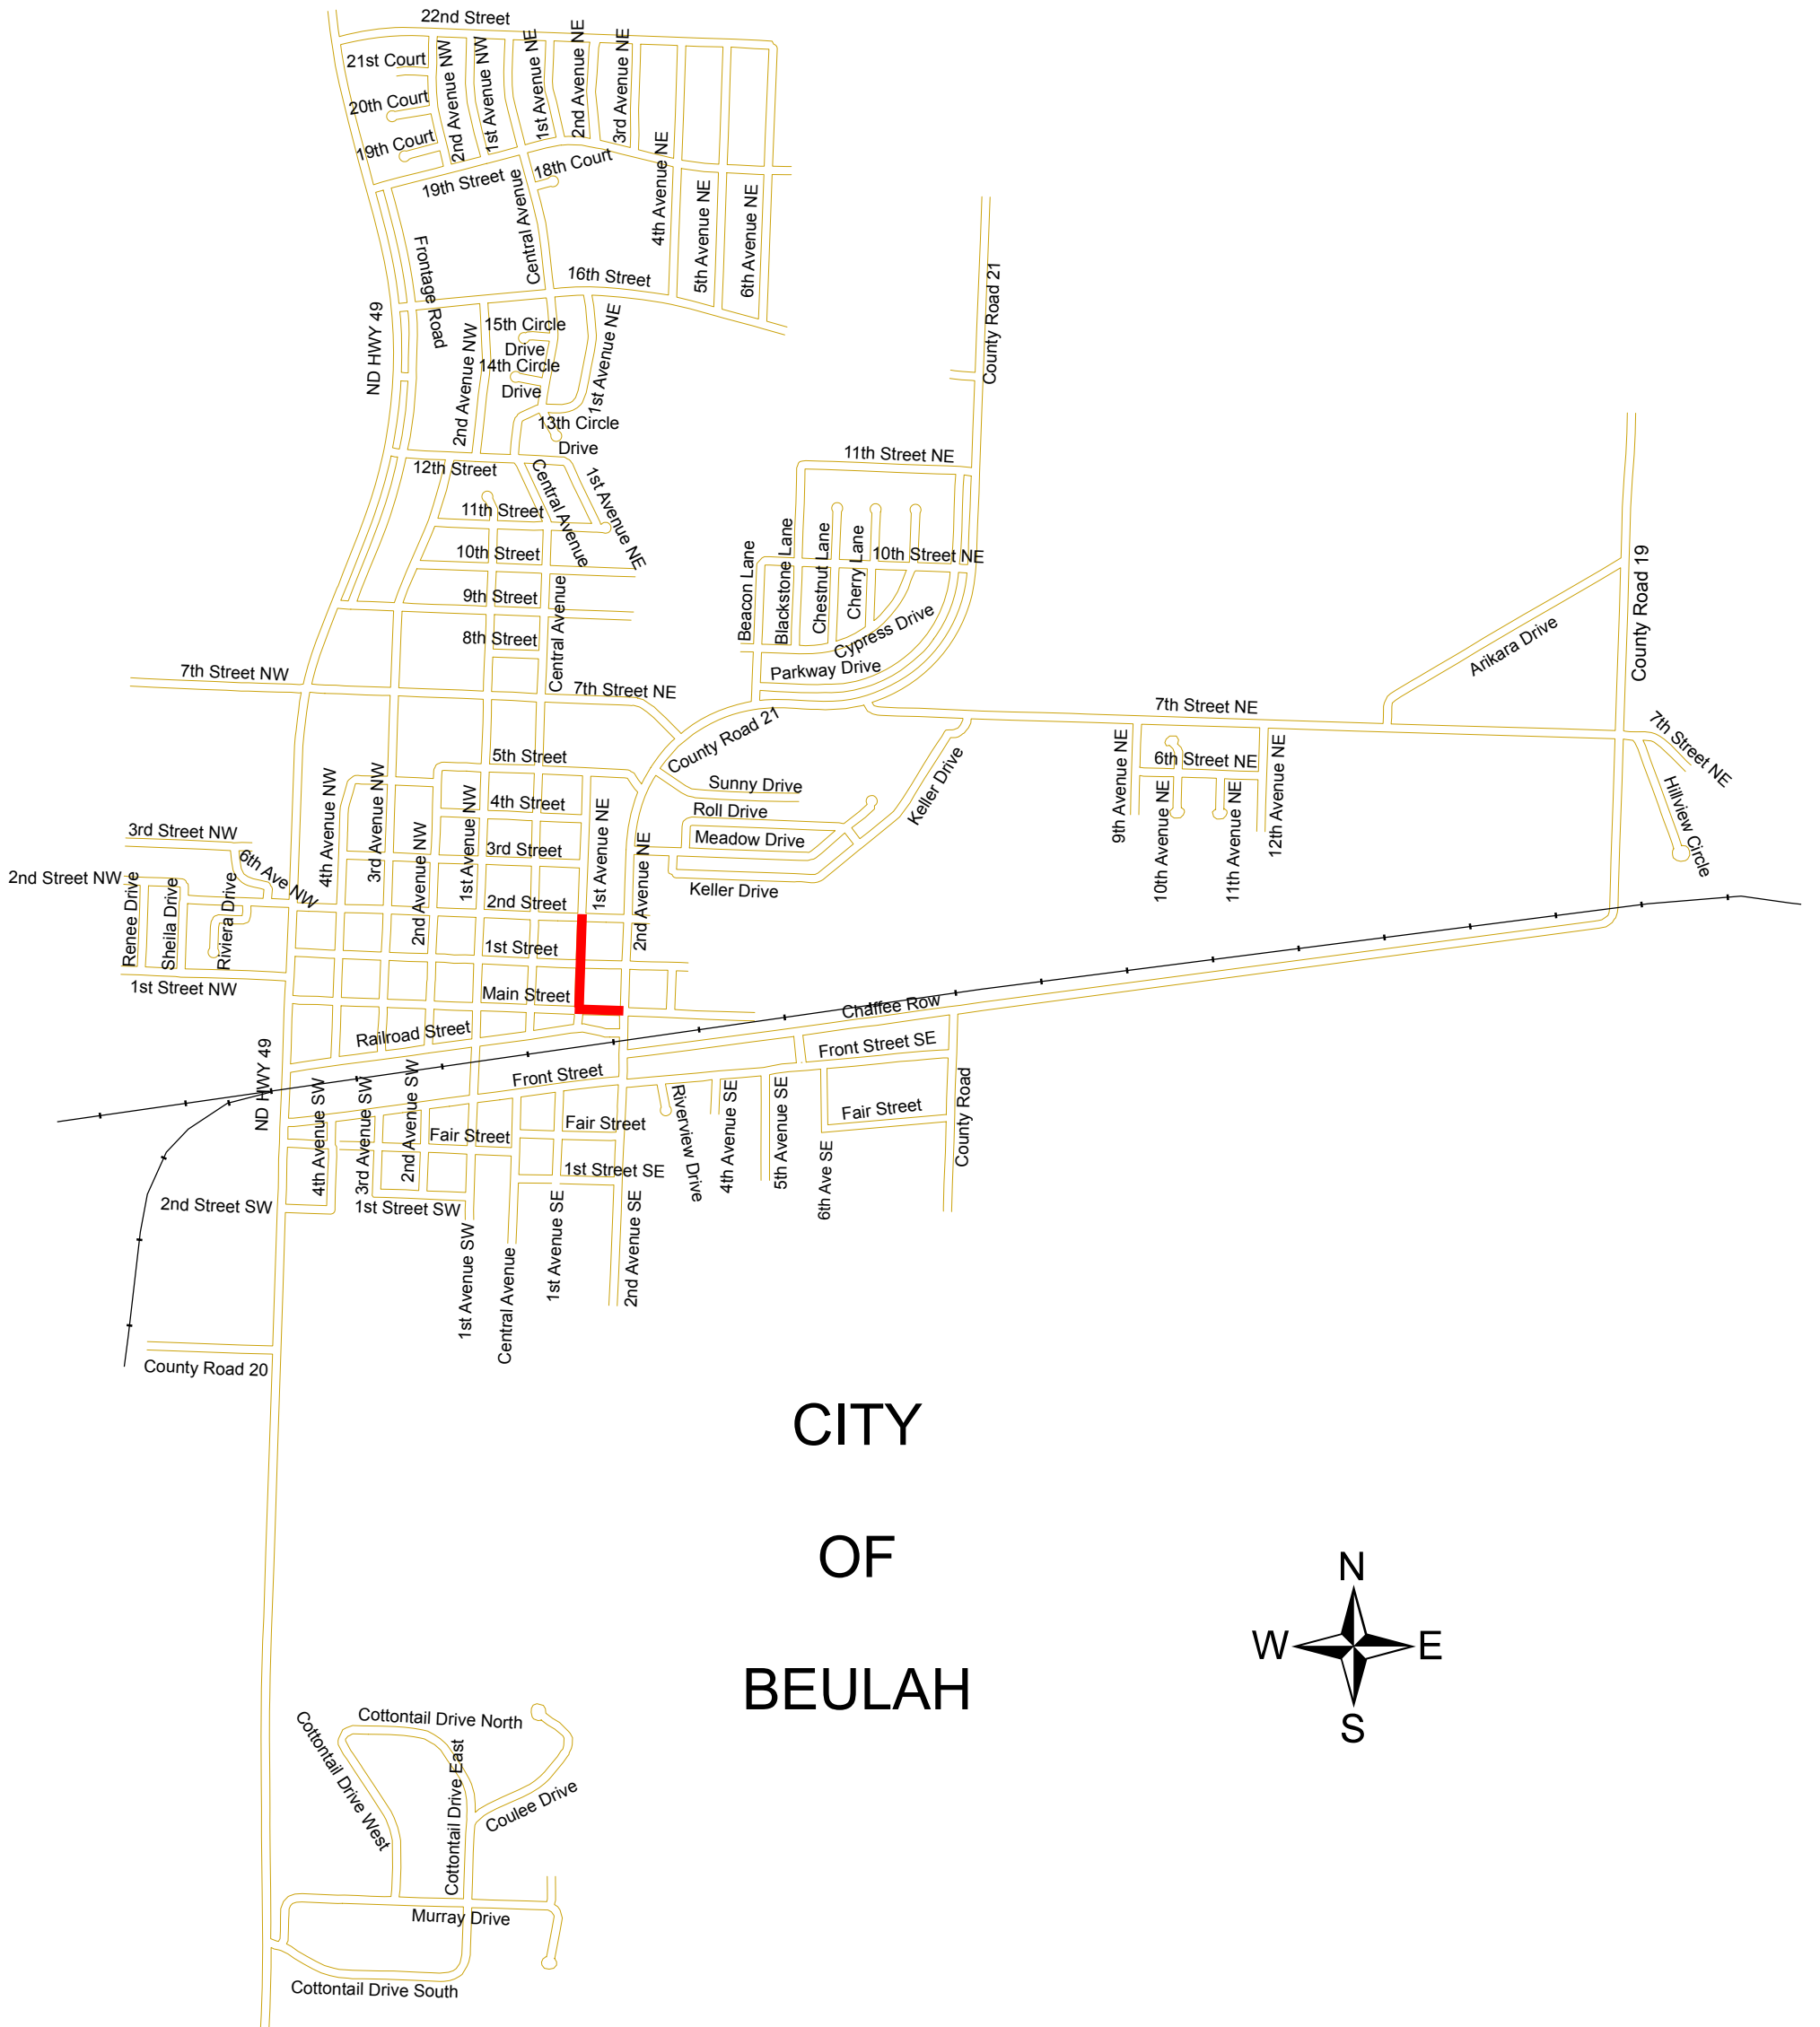 22nd Street
21st Court
20th Court
19th Court
2nd Avenue NW
1st Avenue NW
1st Avenue NE
2nd Avenue NE
3rd Avenue NE
18th Court
19th Street
Central Avenue
4th Avenue NE
5th Avenue NE
6th Avenue NE
Frontage Road
16th Street
ND HWY 49
15th Circle
Drive
14th Circle
Drive
2nd Avenue NW
1st Avenue NE
13th Circle
Drive
County Road 21
12th Street
Central Avenue
1st Avenue NE
11th Street
11th Street NE
10th Street
10th Street NE
Beacon Lane
Blackstone Lane
Chestnut Lane
Cherry Lane
9th Street
Central Avenue
8th Street
Cypress Drive
Parkway Drive
County Road 19
Arikara Drive
7th Street NW
7th Street NE
7th Street NE
7th Street NE
County Road 21
5th Street
Sunny Drive
Keller Drive
9th Avenue NE
6th Street NE
12th Avenue NE
10th Avenue NE
11th Avenue NE
Hillview Circle
4th Avenue NW
3rd Avenue NW
2nd Avenue NW
1st Avenue NW
4th Street
1st Avenue NE
Roll Drive
Meadow Drive
3rd Street NW
3rd Street
2nd Avenue NE
6th Ave NW
2nd Street NW
Keller Drive
2nd Street
Renee Drive
Sheila Drive
Riviera Drive
1st Street
1st Street NW
Main Street
Chaffee Row
Railroad Street
ND HWY 49
Front Street
Front Street SE
4th Avenue SW
3rd Avenue SW
2nd Avenue SW
Riverview Drive
4th Avenue SE
5th Avenue SE
6th Ave SE
Fair Street
Fair Street
Fair Street
County Road
1st Street SE
2nd Street SW
1st Street SW
1st Avenue SW
Central Avenue
1st Avenue SE
2nd Avenue SE
County Road 20
CITY
OF
BEULAH
N
W
E
S
Cottontail Drive North
Cottontail Drive West
Cottontail Drive East
Coulee Drive
Murray Drive
Cottontail Drive South